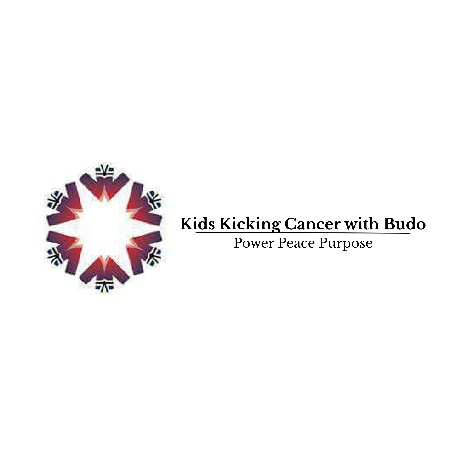 Kids Kicking Cancer with Budo
Power Peace Purpose